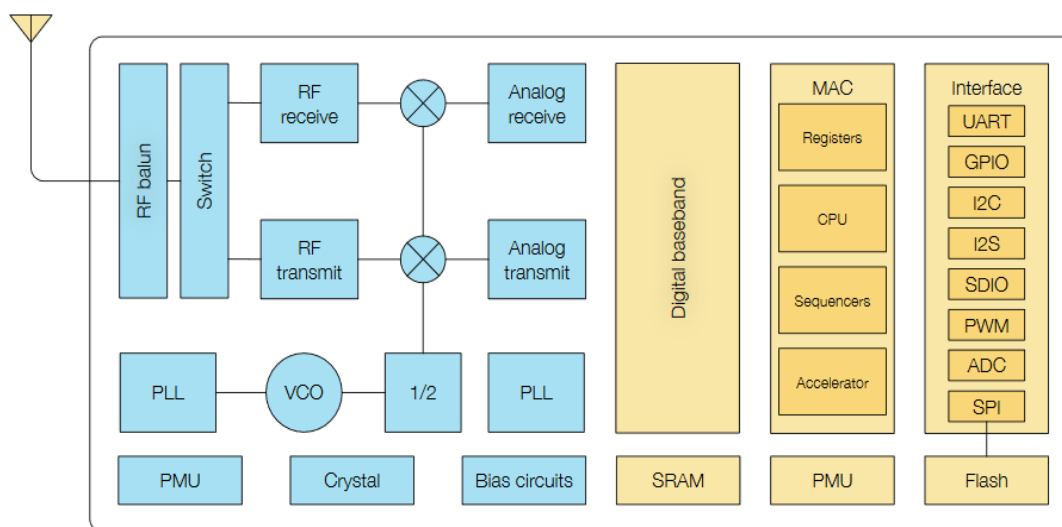 RF balun
Switch
RF
receive
Analog
receive
RF
transmit
Analog
transmit
PLL
VCO
1/2
PLL
PMU
Crystal
Bias circuits
Digital baseband
SRAM
MAC
Registers
CPU
Sequencers
Accelerator
PMU
Interface
UART
GPIO
I2C
I2S
SDIO
PWM
ADC
SPI
Flash